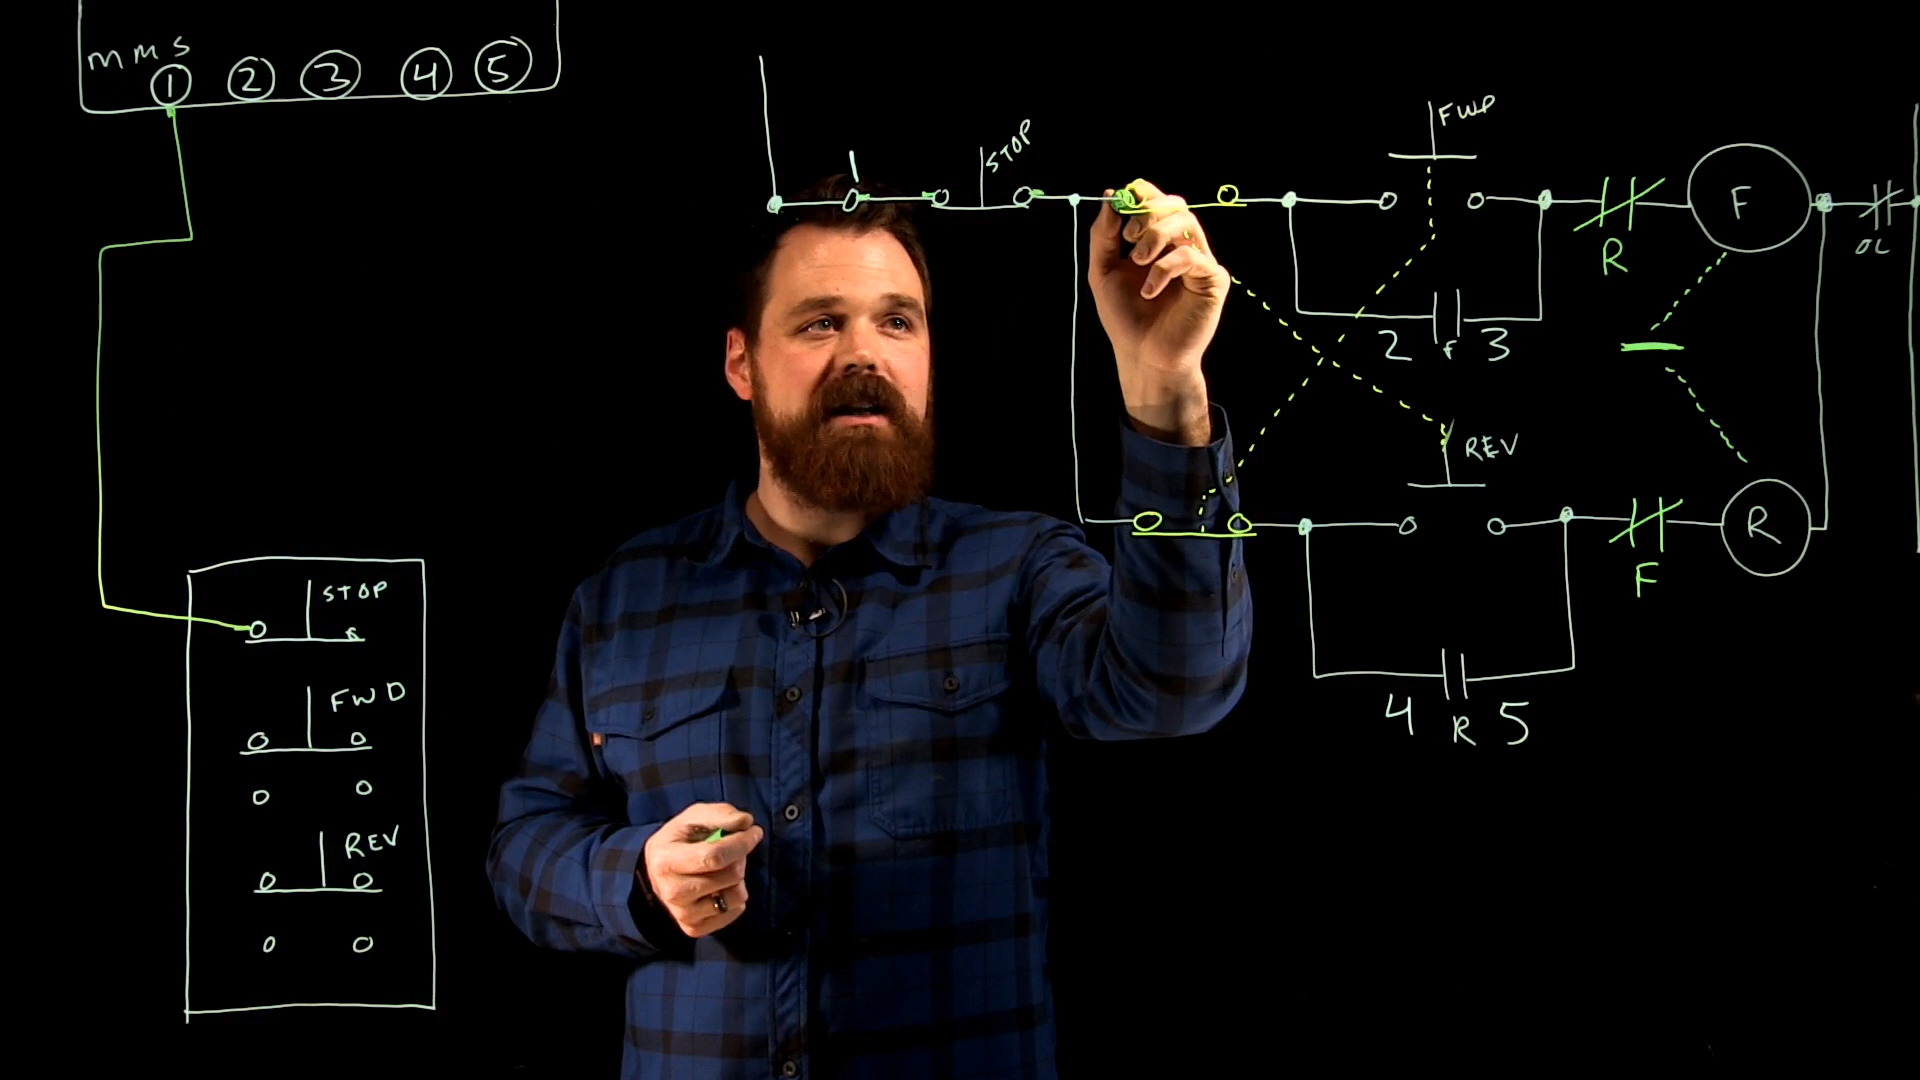 MMS
1 2 3 4 5
STOP
FWD
REV
1
STOP
FWD
R
F
OL
2 F 3
REV
F
R
4 R 5